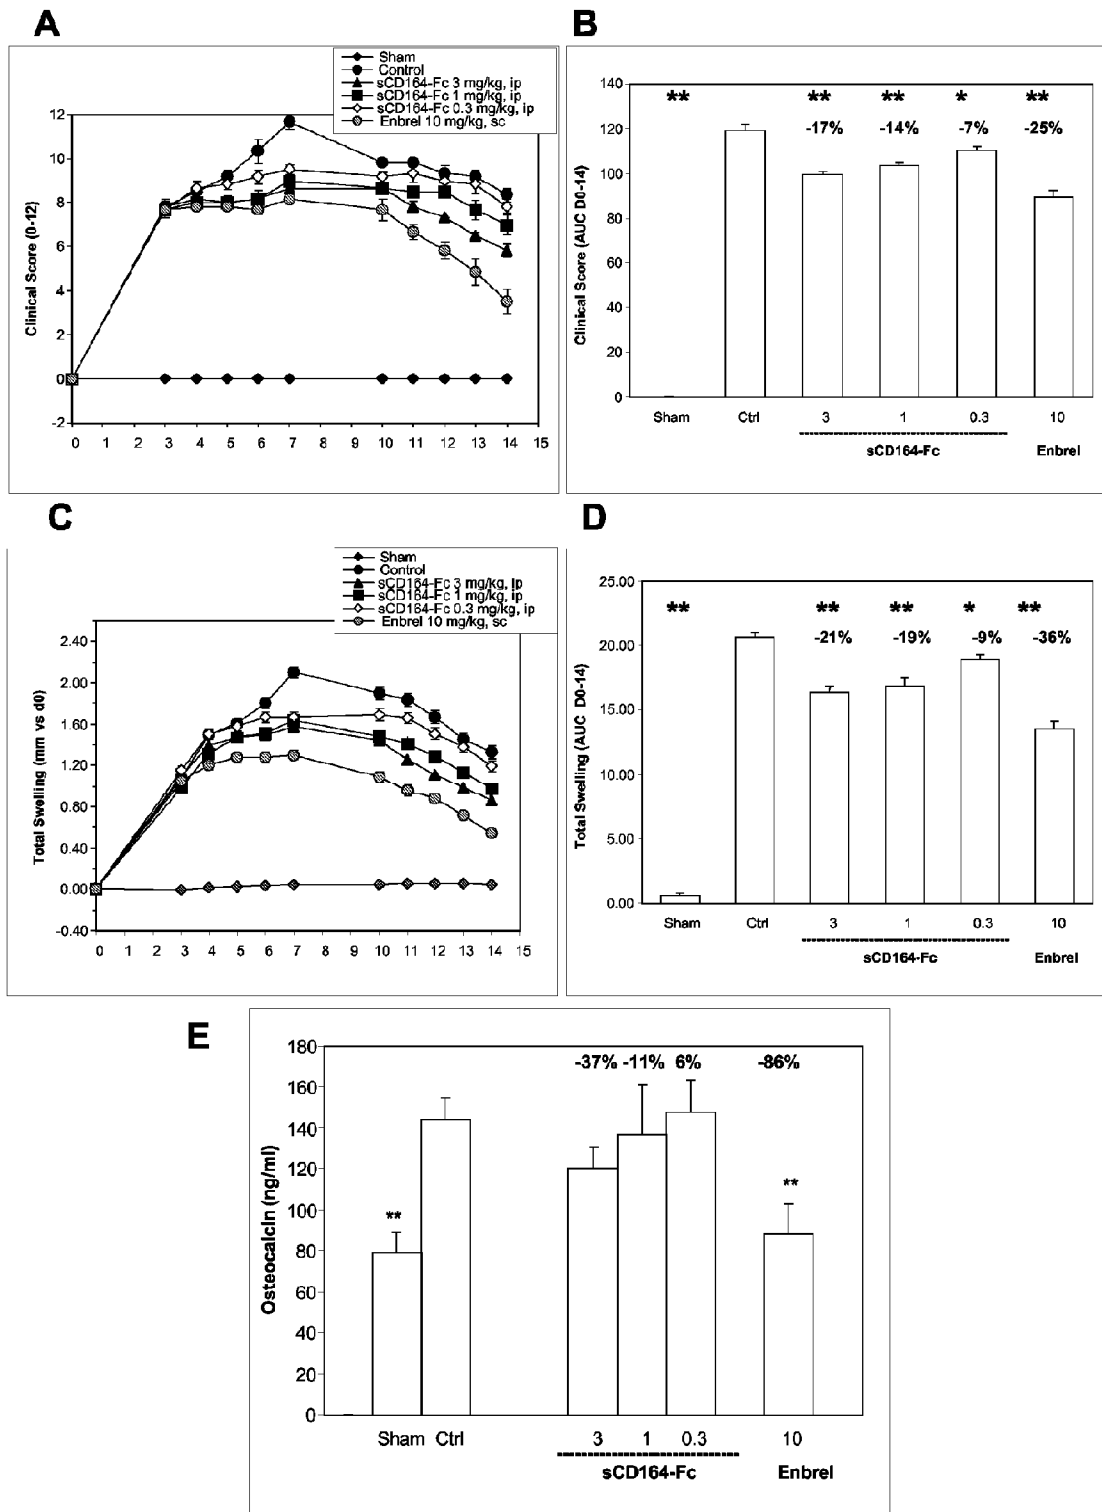 A
Sham
Control
sCD164-Fc 3 mg/kg, ip
sCD164-Fc 1 mg/kg, ip
sCD164-Fc 0.3 mg/kg, ip
Enbrel 10 mg/kg, sc
Clinical Score (0-12)
12
10
8
6
4
2
0
-2
0 1 2 3 4 5 6 7 8 9 10 11 12 13 14 15
B
Clinical Score (AUC D0-14)
140
120
100
80
60
40
20
0
** ** ** * **
-17% -14% -7% -25%
Sham Ctrl 3 1 0.3 10
sCD164-Fc Enbrel
C
Sham
Control
sCD164-Fc 3 mg/kg, ip
sCD164-Fc 1 mg/kg, ip
sCD164-Fc 0.3 mg/kg, ip
Enbrel 10 mg/kg, sc
Total Swelling (mm vs d0)
2.40
2.00
1.60
1.20
0.80
0.40
0.00
-0.40
0 1 2 3 4 5 6 7 8 9 10 11 12 13 14 15
D
Total Swelling (AUC D0-14)
25.00
20.00
15.00
10.00
5.00
0.00
** ** ** * **
-21% -19% -9% -36%
Sham Ctrl 3 1 0.3 10
sCD164-Fc Enbrel
E
Osteocalcin (ng/ml)
180
160
140
120
100
80
60
40
20
0
-37% -11% 6% -86%
** **
Sham Ctrl 3 1 0.3 10
sCD164-Fc Enbrel